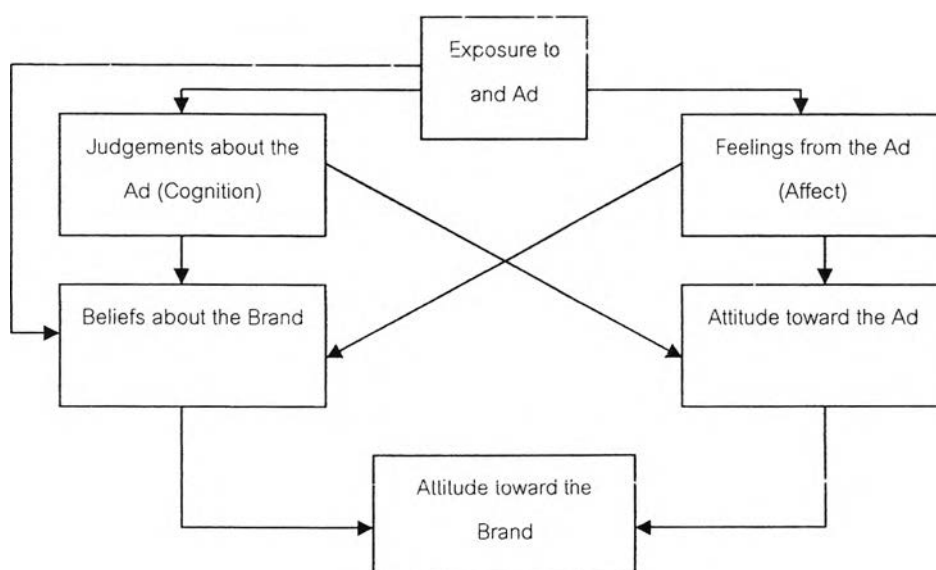 Exposure to
and Ad
Judgements about the
Ad (Cognition)
Feelings from the Ad
(Affect)
Beliefs about the Brand
Attitude toward the Ad
Attitude toward the
Brand